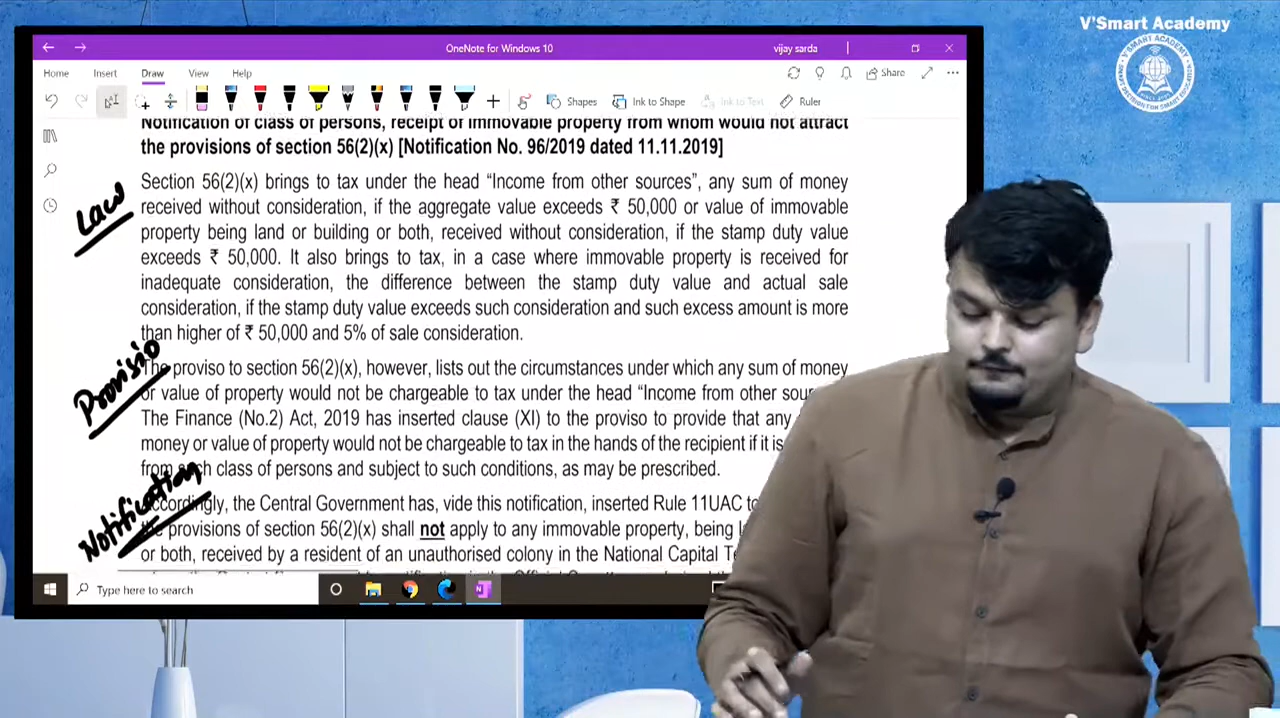 V'Smart Academy
OneNote for Windows 10
vijay sarda
Home Insert Draw View Help
Share
Shapes Ink to Shape Ink to Text Ruler
Notification of class of persons, receipt of immovable property from whom would not attract
the provisions of section 56(2)(x) [Notification No. 96/2019 dated 11.11.2019]
Law
Section 56(2)(x) brings to tax under the head “Income from other sources”, any sum of money
received without consideration, if the aggregate value exceeds ₹ 50,000 or value of immovable
property being land or building or both, received without consideration, if the stamp duty value
exceeds ₹ 50,000. It also brings to tax, in a case where immovable property is received for
inadequate consideration, the difference between the stamp duty value and actual sale
consideration, if the stamp duty value exceeds such consideration and such excess amount is more
than higher of ₹ 50,000 and 5% of sale consideration.
Provisio
The proviso to section 56(2)(x), however, lists out the circumstances under which any sum of money
or value of property would not be chargeable to tax under the head “Income from other
The Finance (No.2) Act, 2019 has inserted clause (XI) to the proviso to provide that any
money or value of property would not be chargeable to tax in the hands of the recipient if it is
from such class of persons and subject to such conditions, as may be prescribed.
Notification
Accordingly, the Central Government has, vide this notification, inserted Rule 11UAC to
the provisions of section 56(2)(x) shall not apply to any immovable property, being
or both, received by a resident of an unauthorised colony in the National Capital
Type here to search